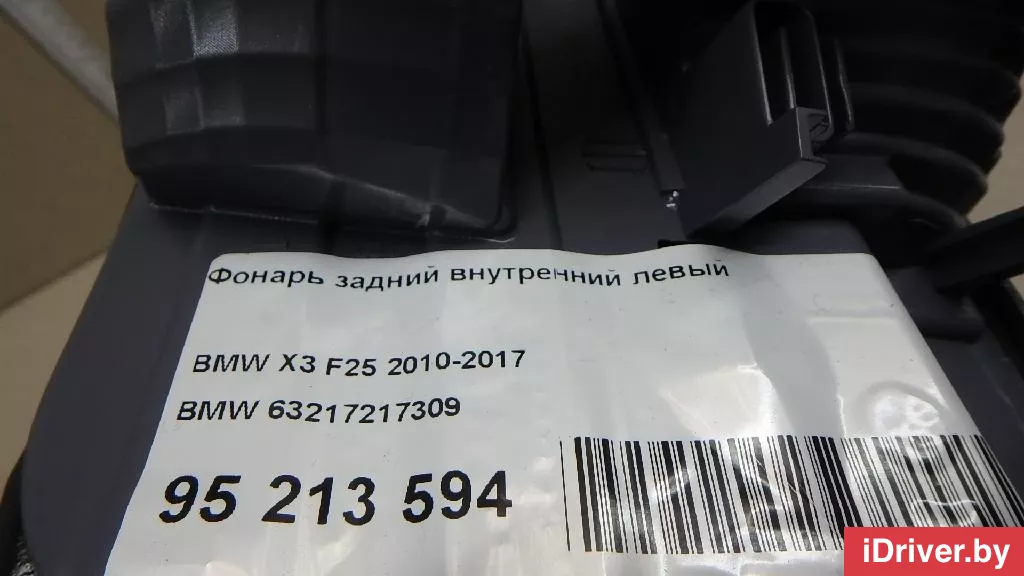 Фонарь задний внутренний левый
BMW X3 F25 2010-2017
BMW 63217217309
95 213 594
iDriver.by